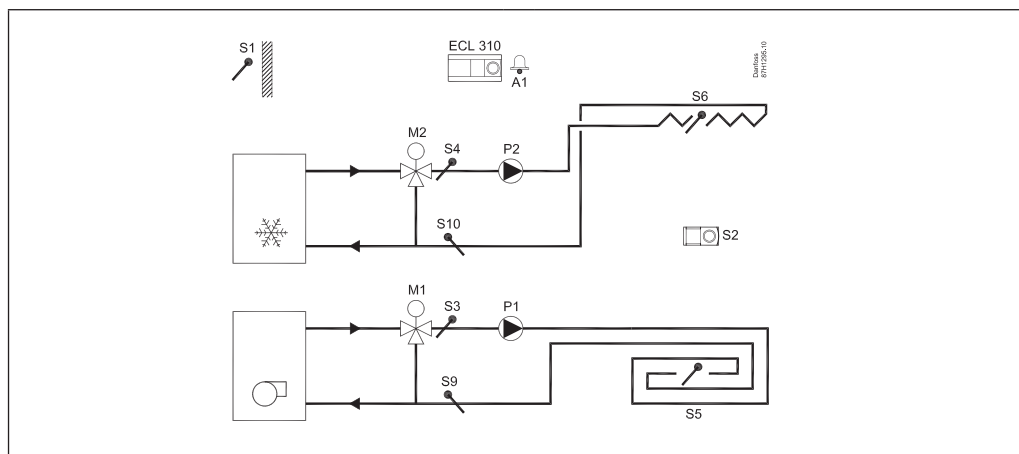 S1
ECL 310
A1
Danfoss
87H1295.10
S6
M2
S4
P2
S10
S2
M1
S3
P1
S9
S5